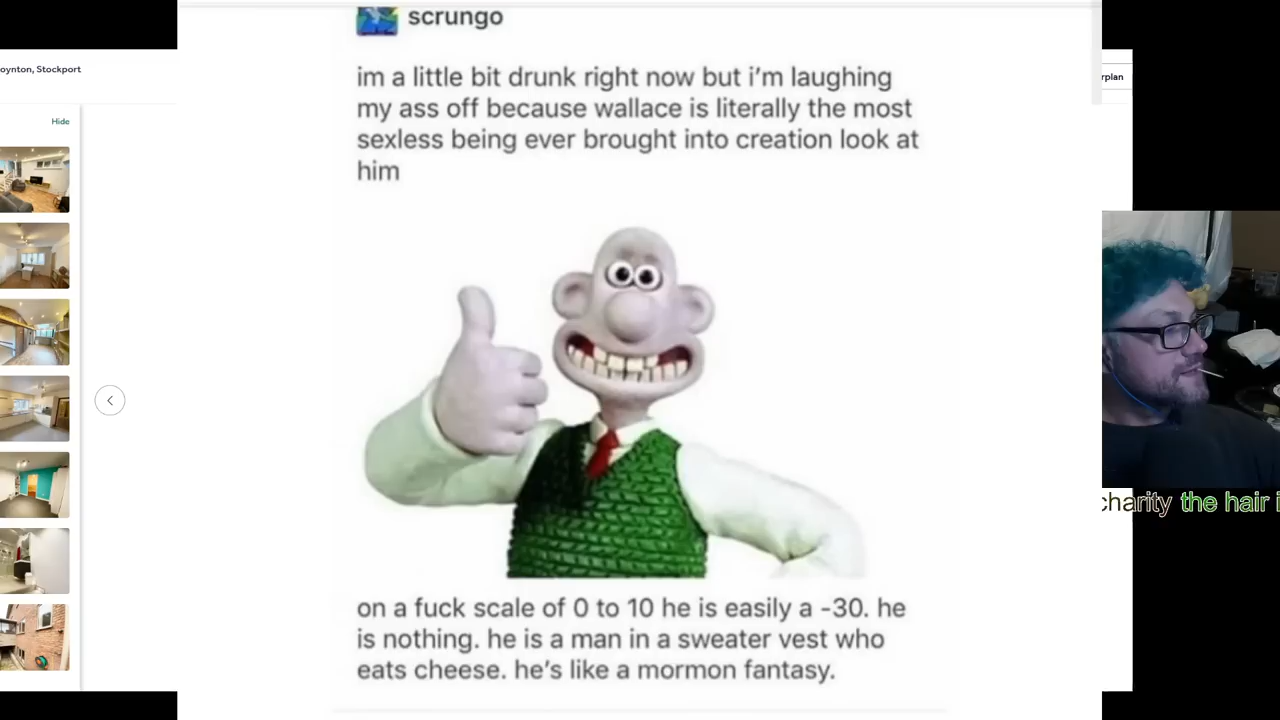 scrungo
oynton, Stockport
rplan
im a little bit drunk right now but i'm laughing
my ass off because wallace is literally the most
sexless being ever brought into creation look at
him
Hide
charity the hair i
on a fuck scale of 0 to 10 he is easily a -30. he
is nothing. he is a man in a sweater vest who
eats cheese. he's like a mormon fantasy.